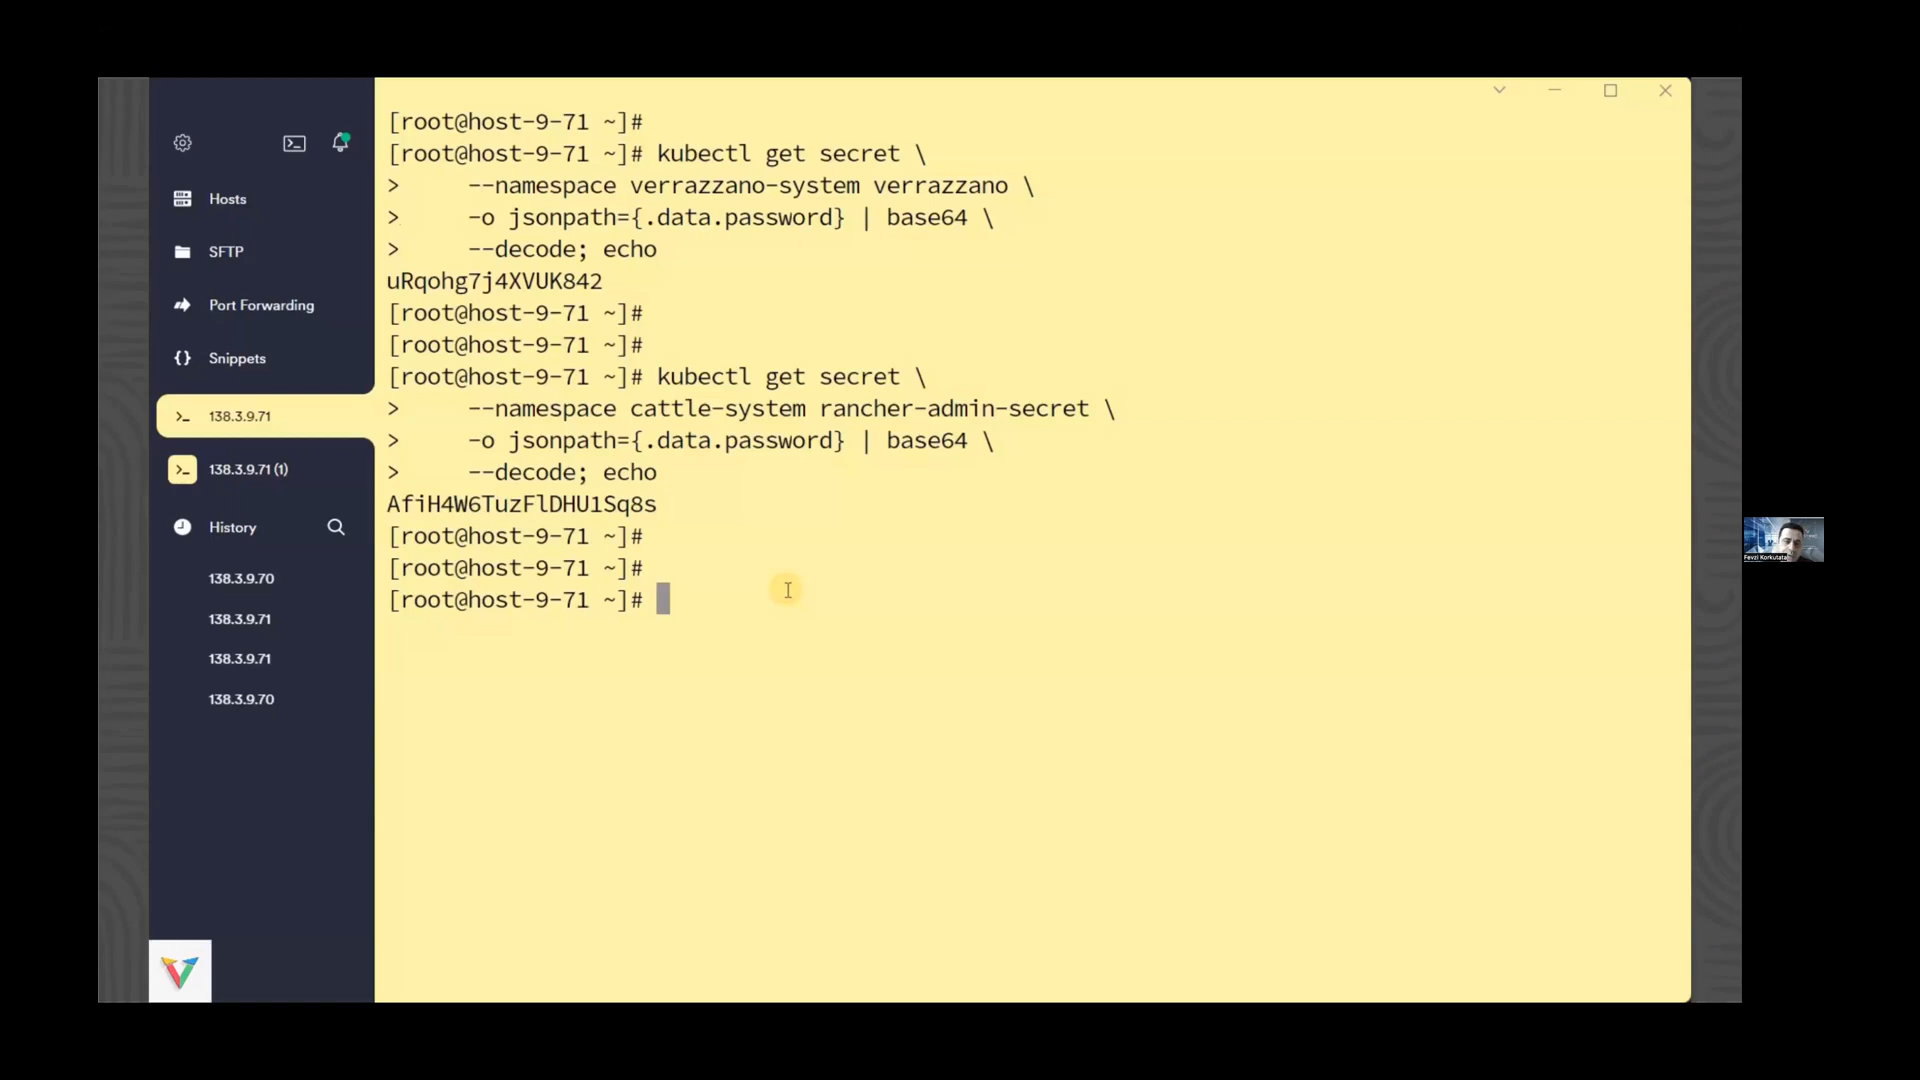 Hosts
SFTP
Port Forwarding
Snippets
138.3.9.71
138.3.9.71 (1)
History
138.3.9.70
138.3.9.71
138.3.9.71
138.3.9.70
[root@host-9-71 ~]#
[root@host-9-71 ~]# kubectl get secret \
>     --namespace verrazzano-system verrazzano \
>     -o jsonpath={.data.password} | base64 \
>     --decode; echo
uRqohg7j4XVUK842
[root@host-9-71 ~]#
[root@host-9-71 ~]#
[root@host-9-71 ~]# kubectl get secret \
>     --namespace cattle-system rancher-admin-secret \
>     -o jsonpath={.data.password} | base64 \
>     --decode; echo
AfiH4W6TuzFlDHU1Sq8s
[root@host-9-71 ~]#
[root@host-9-71 ~]#
[root@host-9-71 ~]#
Fevzi Korkutata